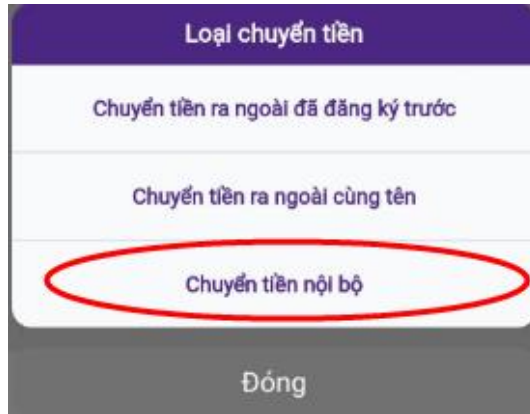 Loại chuyển tiền
Chuyển tiền ra ngoài đã đăng ký trước
Chuyển tiền ra ngoài cùng tên
Chuyển tiền nội bộ
Đóng